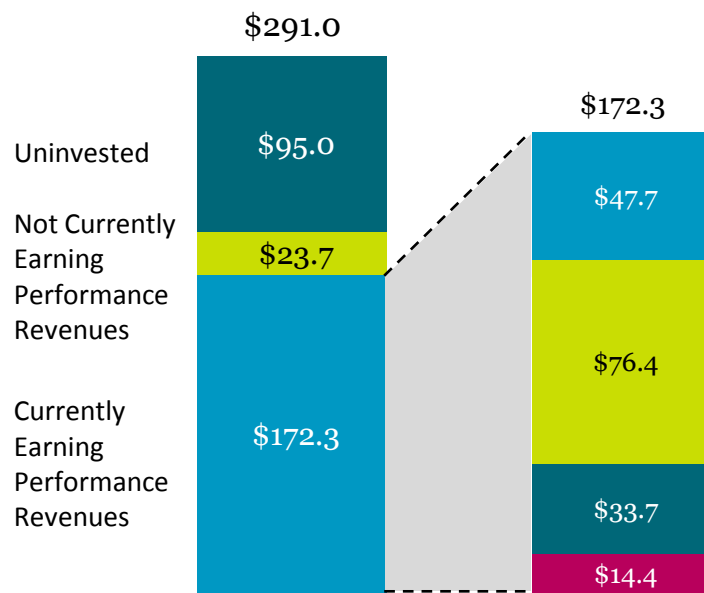 $291.0
$172.3
Uninvested
$95.0
$47.7
Not Currently
Earning
Performance
Revenues
$23.7
$76.4
Currently
Earning
Performance
Revenues
$172.3
$33.7
$14.4